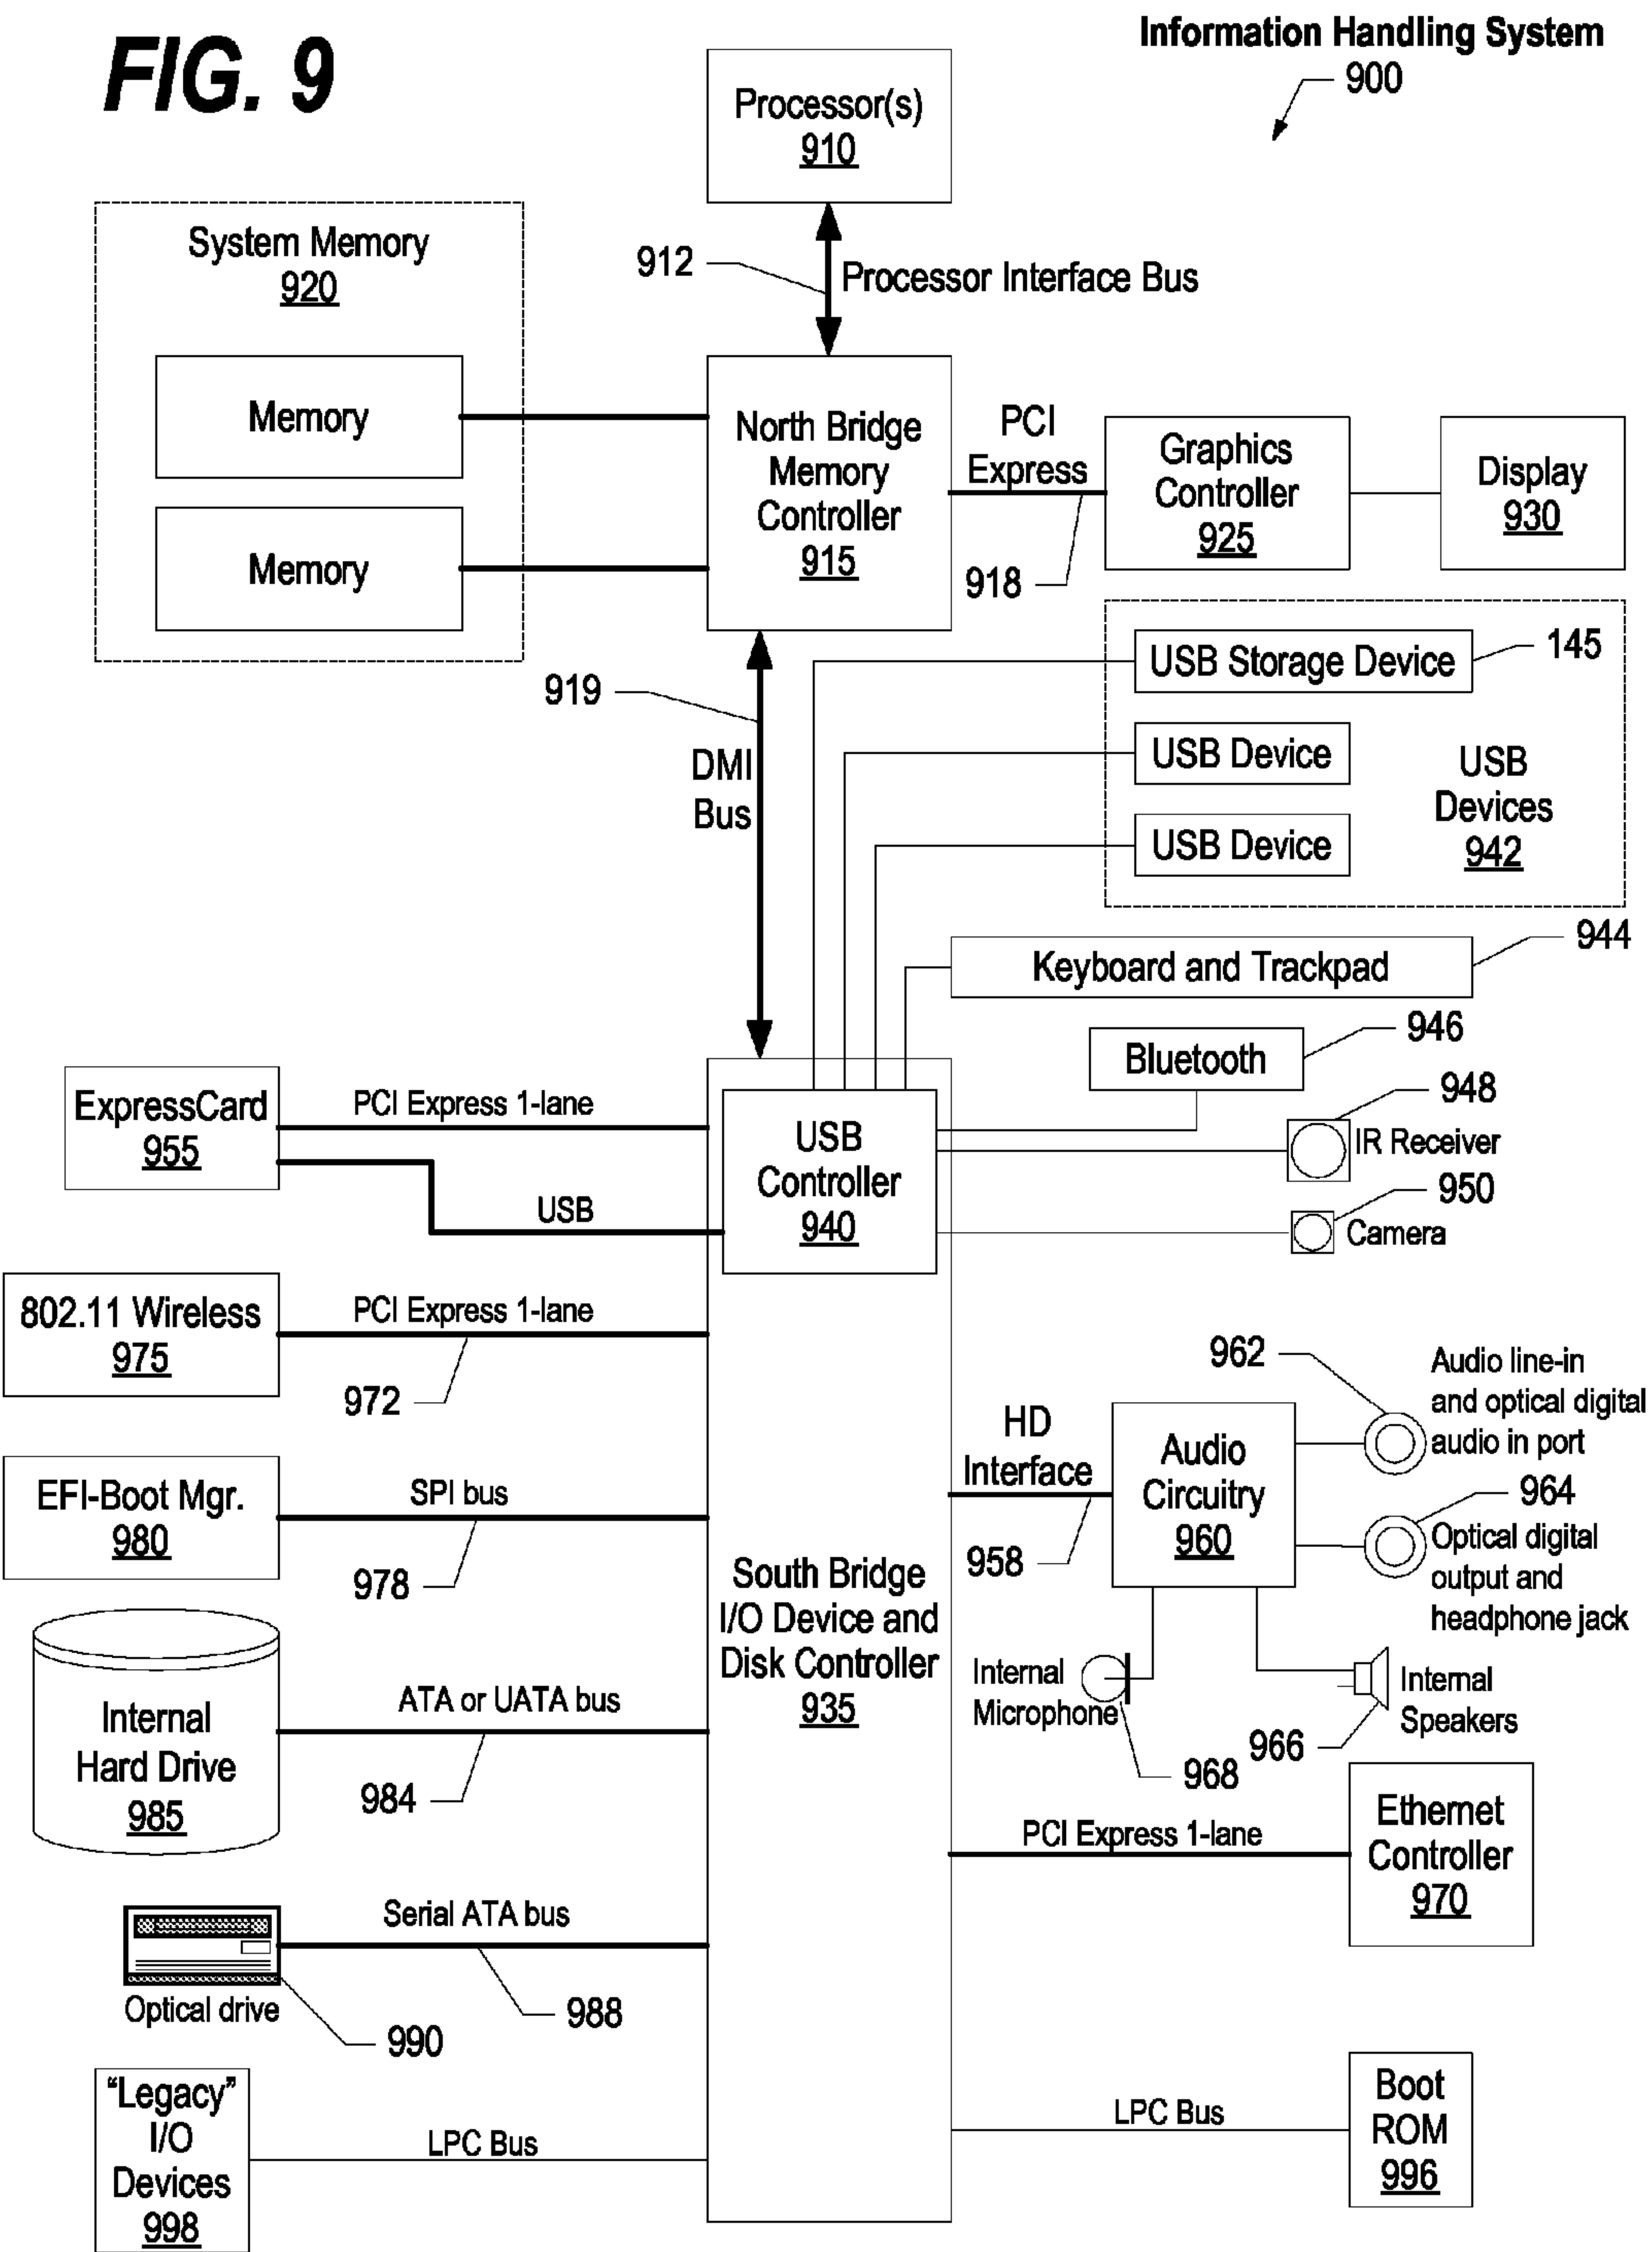 FIG. 9
Information Handling System
900
Processor(s)
910
912
Processor Interface Bus
System Memory
920
Memory
Memory
North Bridge
Memory
Controller
915
PCI
Express
918
Graphics
Controller
925
Display
930
919
DMI
Bus
USB Storage Device
145
USB Device
USB Device
USB
Devices
942
Keyboard and Trackpad
944
Bluetooth
946
948
IR Receiver
950
Camera
ExpressCard
955
PCI Express 1-lane
USB
USB
Controller
940
802.11 Wireless
975
PCI Express 1-lane
972
EFI-Boot Mgr.
980
SPI bus
978
South Bridge
I/O Device and
Disk Controller
935
HD
Interface
958
Audio
Circuitry
960
962
Audio line-in
and optical digital
audio in port
964
Optical digital
output and
headphone jack
Internal
Microphone
968
966
Internal
Speakers
Internal
Hard Drive
985
ATA or UATA bus
984
PCI Express 1-lane
Ethernet
Controller
970
Serial ATA bus
988
Optical drive
990
"Legacy"
I/O
Devices
998
LPC Bus
LPC Bus
Boot
ROM
996